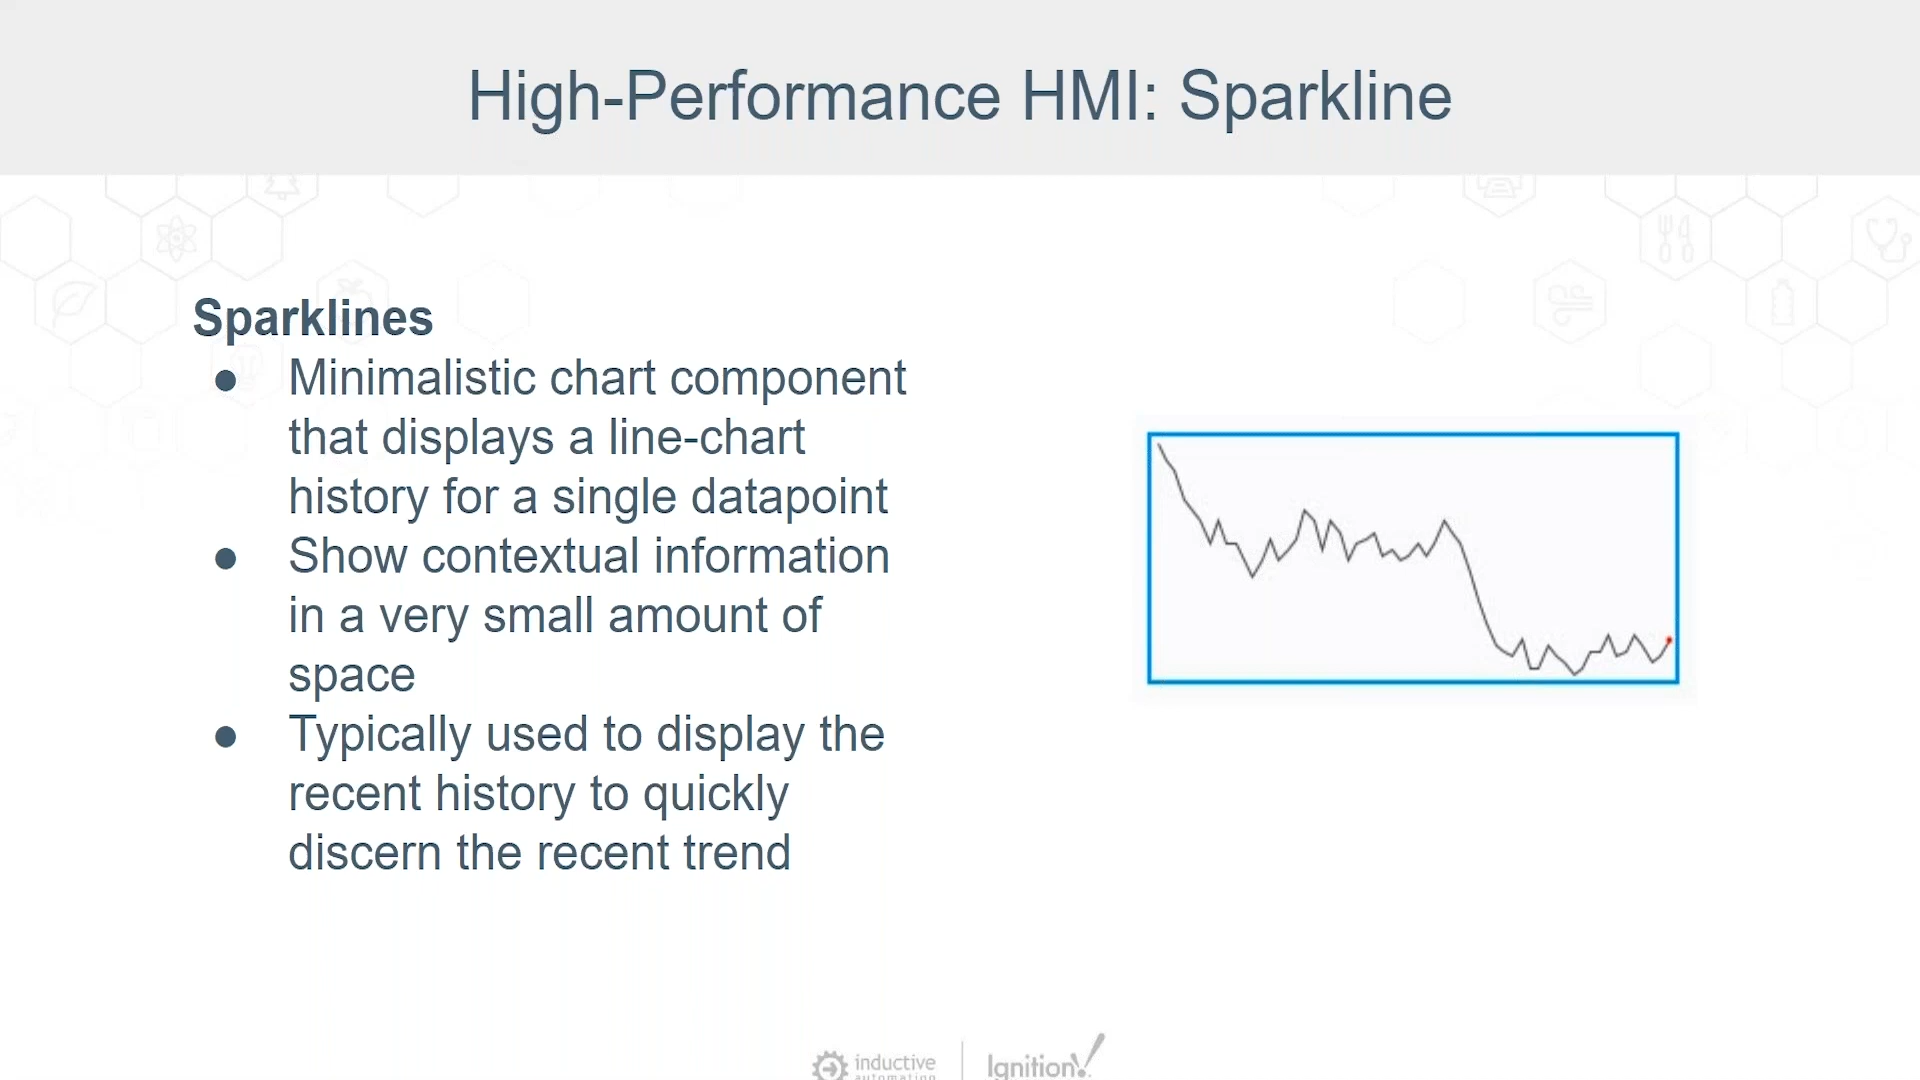 High-Performance HMI: Sparkline
Sparklines
● Minimalistic chart component
that displays a line-chart
history for a single datapoint
● Show contextual information
in a very small amount of
space
● Typically used to display the
recent history to quickly
discern the recent trend
inductive
automation
Ignition!